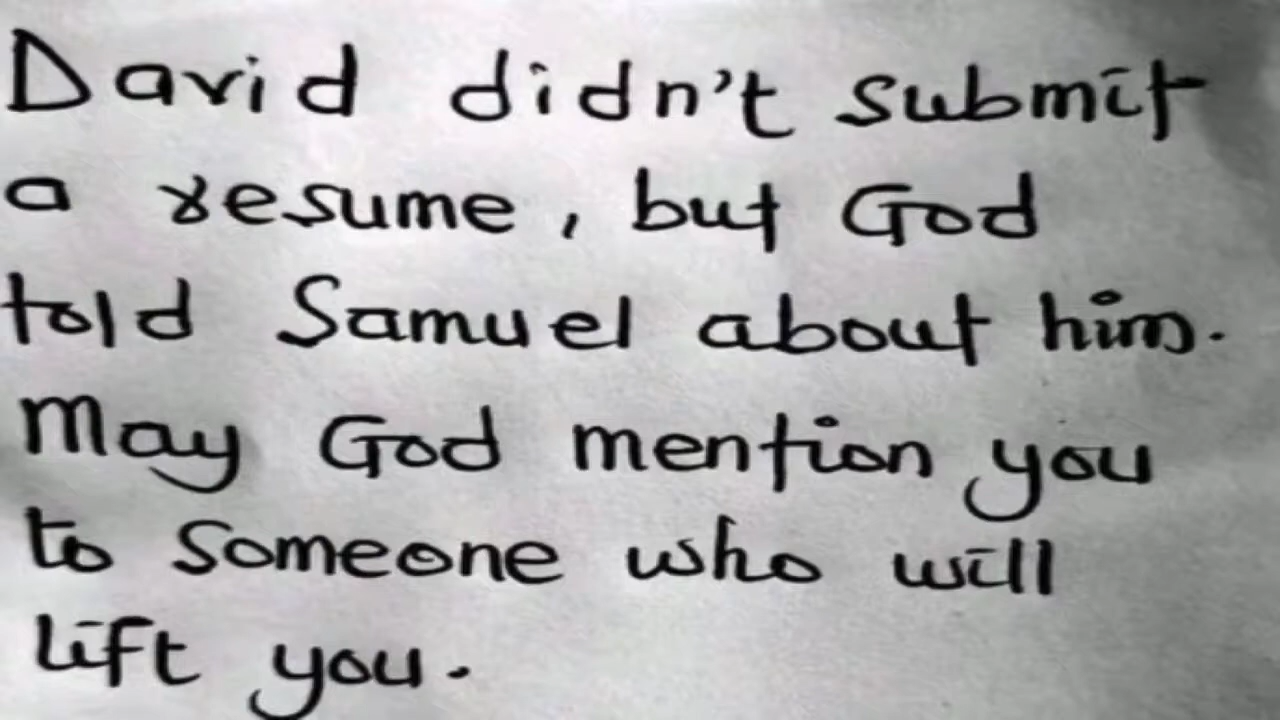 David didn't submit
a resume, but God
told Samuel about him.
May God mention you
to someone who will
lift you.